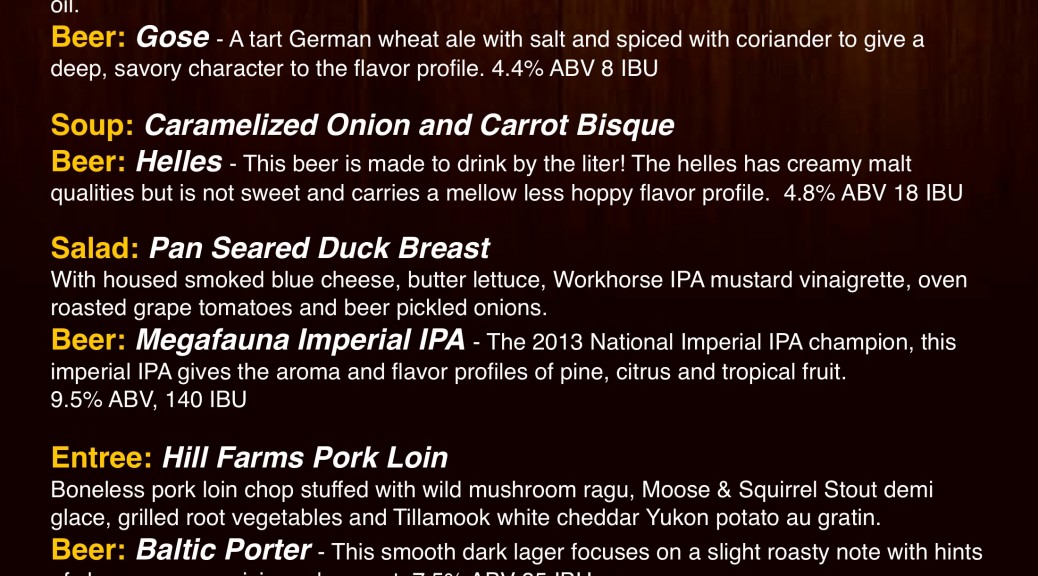 oil.
Beer: Gose - A tart German wheat ale with salt and spiced with coriander to give a
deep, savory character to the flavor profile. 4.4% ABV 8 IBU
Soup: Caramelized Onion and Carrot Bisque
Beer: Helles - This beer is made to drink by the liter! The helles has creamy malt
qualities but is not sweet and carries a mellow less hoppy flavor profile.  4.8% ABV 18 IBU
Salad: Pan Seared Duck Breast
With housed smoked blue cheese, butter lettuce, Workhorse IPA mustard vinaigrette, oven
roasted grape tomatoes and beer pickled onions.
Beer: Megafauna Imperial IPA - The 2013 National Imperial IPA champion, this
imperial IPA gives the aroma and flavor profiles of pine, citrus and tropical fruit.
9.5% ABV, 140 IBU
Entree: Hill Farms Pork Loin
Boneless pork loin chop stuffed with wild mushroom ragu, Moose & Squirrel Stout demi
glace, grilled root vegetables and Tillamook white cheddar Yukon potato au gratin.
Beer: Baltic Porter - This smooth dark lager focuses on a slight roasty note with hints